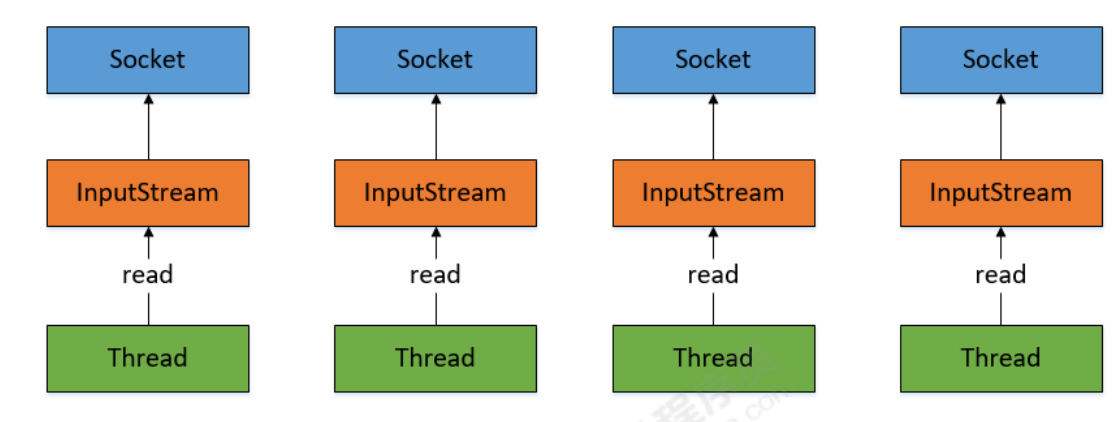 Socket Socket Socket Socket
InputStream InputStream InputStream InputStream
read read read read
Thread Thread Thread Thread